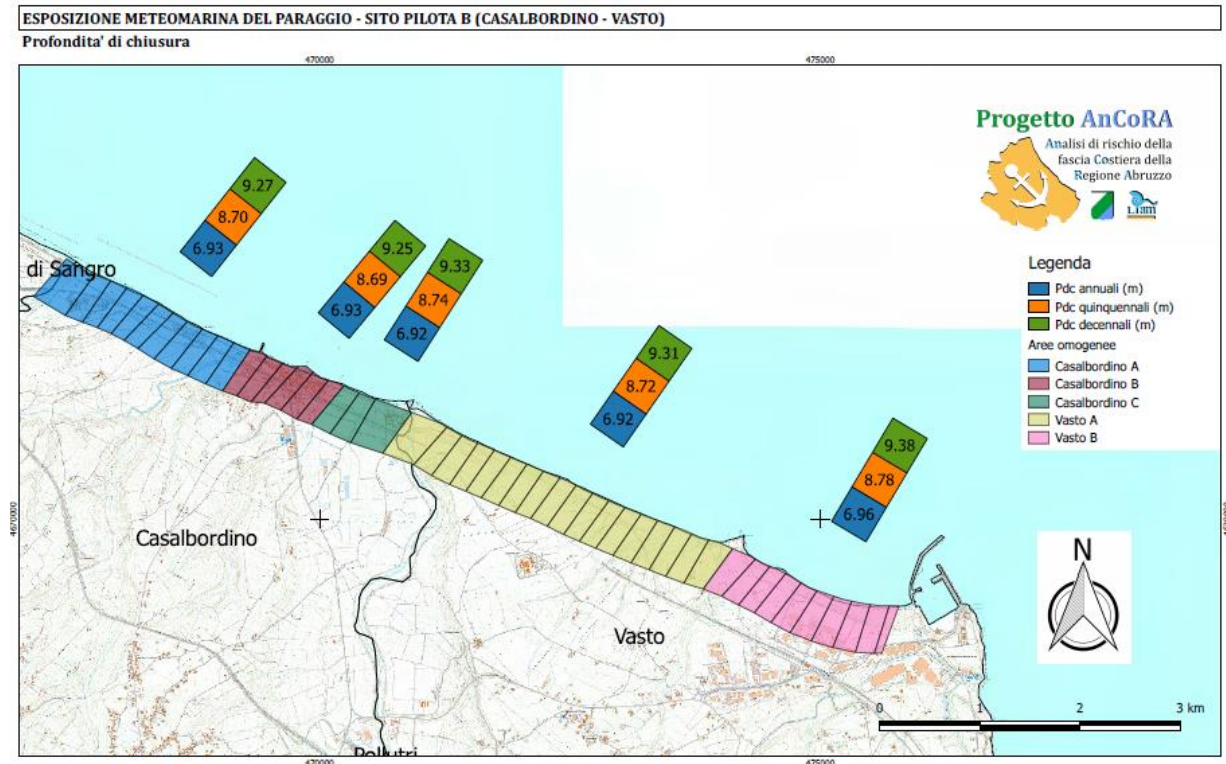 ESPOSIZIONE METEOMARINA DEL PARAGGIO - SITO PILOTA B (CASALBORDINO - VASTO)
Profondita' di chiusura
470000
475000
Progetto AnCoRA
Analisi di rischio della
fascia Costiera della
Regione Abruzzo
Liam
9.27
8.70
6.93
9.25
8.69
6.93
9.33
8.74
6.92
9.31
8.72
6.92
9.38
8.78
6.96
di Sangro
Legenda
Pdc annuali (m)
Pdc quinquennali (m)
Pdc decennali (m)
Aree omogenee
Casalbordino A
Casalbordino B
Casalbordino C
Vasto A
Vasto B
4670000
Casalbordino
Vasto
N
0
1
2
3 km
Pollutri
470000
475000